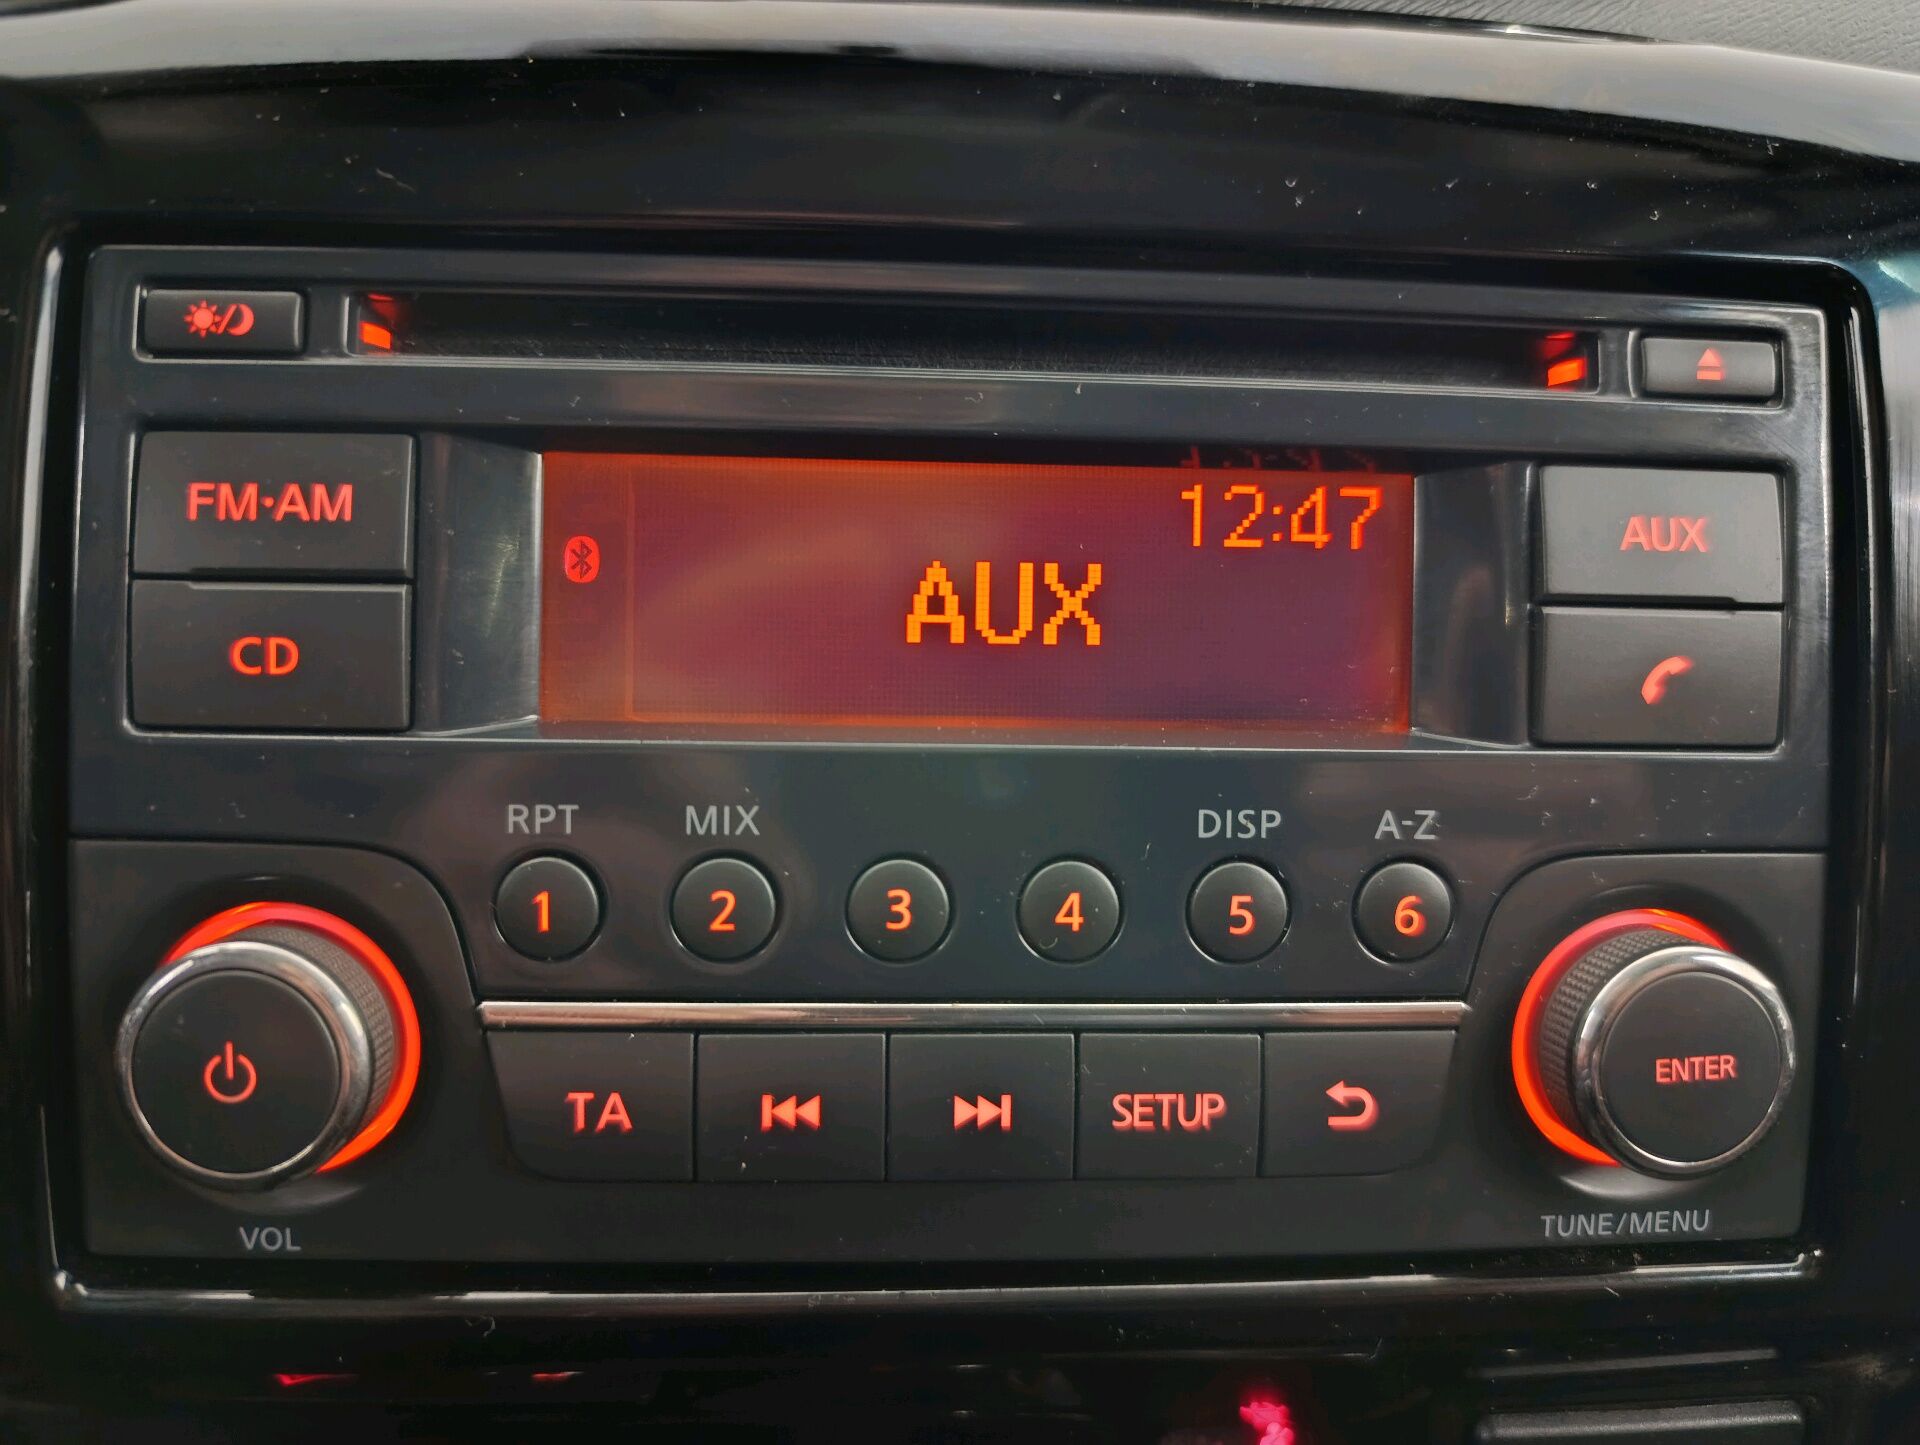 FM·AM
12:47
AUX
AUX
CD
RPT
MIX
DISP
A-Z
1
2
3
4
5
6
TA
SETUP
ENTER
VOL
TUNE/MENU